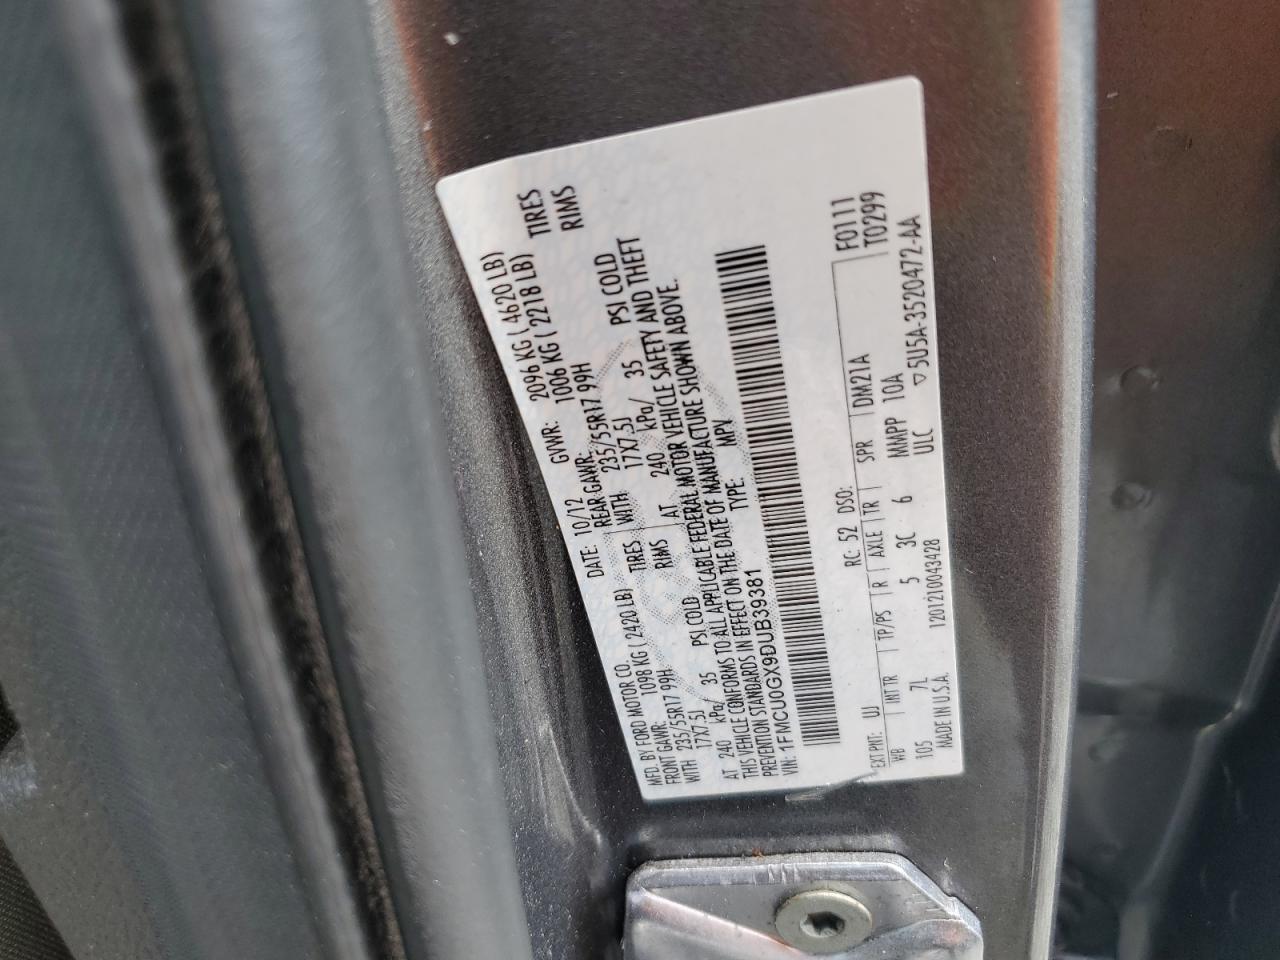 MFD. BY FORD MOTOR CO.
DATE: 10/12 GVWR: 2096 KG ( 4620 LB)
FRONT GAWR: 1098 KG ( 2420 LB) REAR GAWR: 1006 KG ( 2218 LB)
WITH 235/55R17 99H TIRES WITH 235/55R17 99H TIRES
17X7.5J RIMS 17X7.5J RIMS
AT 240 kPa/ 35 PSI COLD AT 240 kPa/ 35 PSI COLD
THIS VEHICLE CONFORMS TO ALL APPLICABLE FEDERAL MOTOR VEHICLE SAFETY AND THEFT
PREVENTION STANDARDS IN EFFECT ON THE DATE OF MANUFACTURE SHOWN ABOVE.
VIN: 1FMCU0GX9DUB39381 TYPE: MPV
F0111
T0299
EXT PNT: UJ RC: 52 DSO:
WB INT TR TP/PS R AXLE TR SPR DM21A
105 7L 5 3C 6 MMPP 10A
ULC
MADE IN U.S.A. 1201210043428 ▽5U5A-3520472-AA